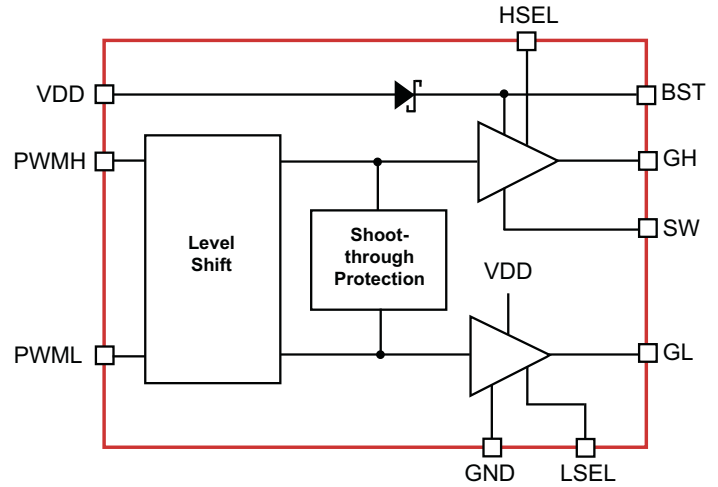 HSEL
VDD
BST
PWMH
GH
Level
Shift
Shoot-
through
Protection
SW
VDD
PWML
GL
GND
LSEL